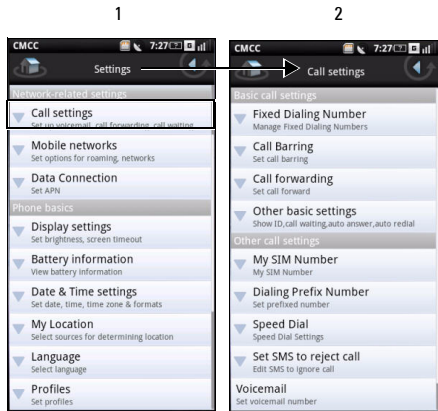 1
2
CMCC
7:27
Settings
Network-related settings
Call settings
Set up voicemail, call forwarding, call waiting
Mobile networks
Set options for roaming, networks
Data Connection
Set APN
Phone basics
Display settings
Set brightness, screen timeout
Battery information
View battery information
Date & Time settings
Set date, time, time zone & formats
My Location
Select sources for determining location
Language
Select language
Profiles
Set profiles
CMCC
7:27
Call settings
Basic call settings
Fixed Dialing Number
Manage Fixed Dialing Numbers
Call Barring
Set call barring
Call forwarding
Set call forward
Other basic settings
Show ID,call waiting,auto answer,auto redial
Other call settings
My SIM Number
My SIM Number
Dialing Prefix Number
Set prefixed number
Speed Dial
Speed Dial Settings
Set SMS to reject call
Edit SMS to ignore call
Voicemail
Set voicemail number